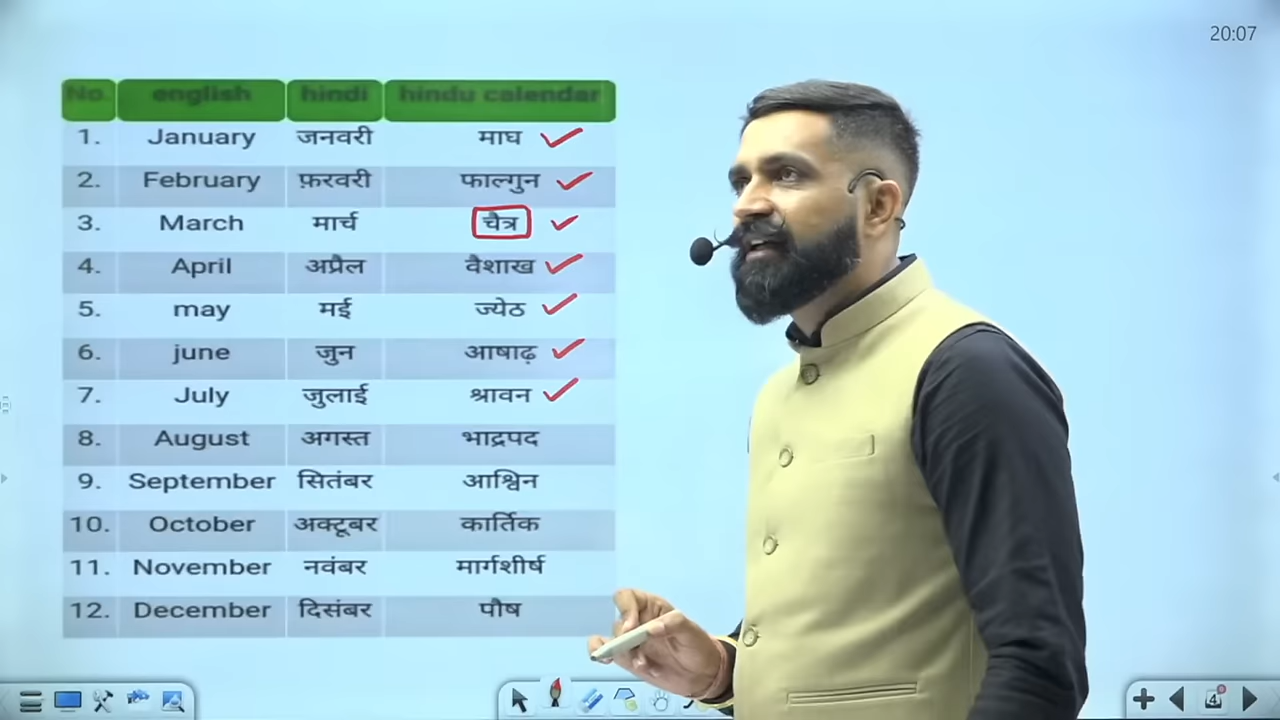 20:07
No. english hindi hindu calendar
1. January जनवरी माघ
2. February फ़रवरी फाल्गुन
3. March मार्च चैत्र
4. April अप्रैल वैशाख
5. may मई ज्येठ
6. june जुन आषाढ़
7. July जुलाई श्रावन
8. August अगस्त भाद्रपद
9. September सितंबर आश्विन
10. October अक्टूबर कार्तिक
11. November नवंबर मार्गशीर्ष
12. December दिसंबर पौष
4